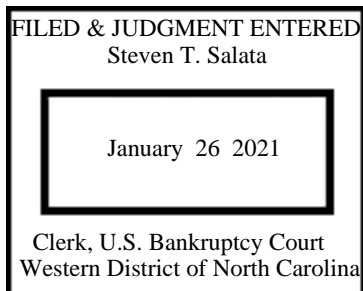 FILED & JUDGMENT ENTERED
Steven T. Salata
January 26 2021
Clerk, U.S. Bankruptcy Court
Western District of North Carolina